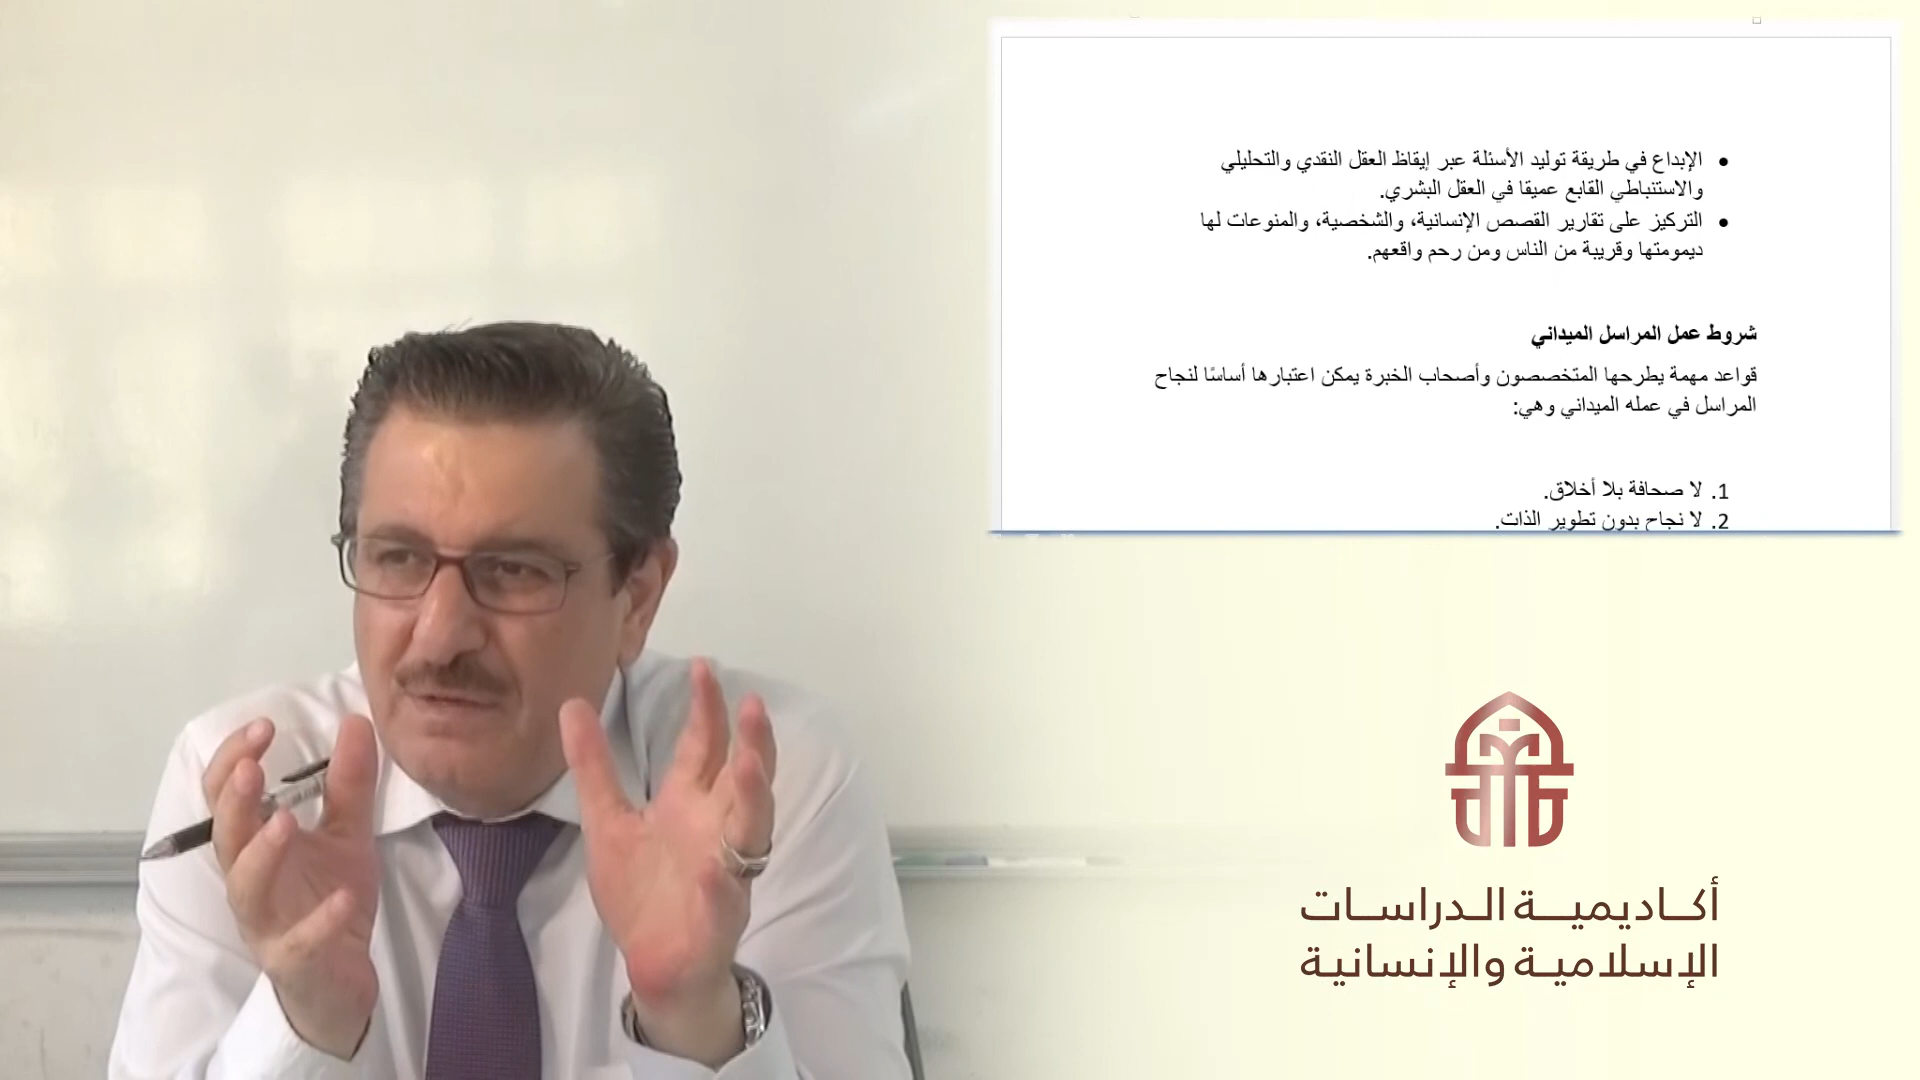 • الإبداع في طريقة توليد الأسئلة عبر إيقاظ العقل النقدي والتحليلي
والاستنباطي القابع عميقا في العقل البشري.
• التركيز على تقارير القصص الإنسانية، والشخصية، والمنوعات لها
ديمومتها وقريبة من الناس ومن رحم واقعهم.
شروط عمل المراسل الميداني
قواعد مهمة يطرحها المتخصصون وأصحاب الخبرة يمكن اعتبارها أساسًا لنجاح
المراسل في عمله الميداني وهي:
1. لا صحافة بلا أخلاق.
2. لا نجاح بدون تطوير الذات.
أكاديمية الدراسات
الإسلامية والإنسانية